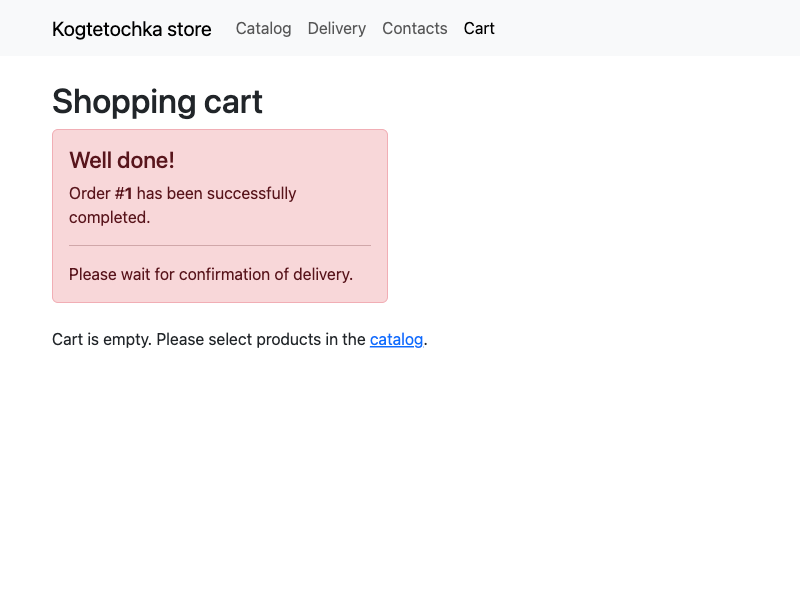 Kogtetochka store Catalog Delivery Contacts Cart
Shopping cart
Well done!
Order #1 has been successfully
completed.
Please wait for confirmation of delivery.
Cart is empty. Please select products in the catalog.